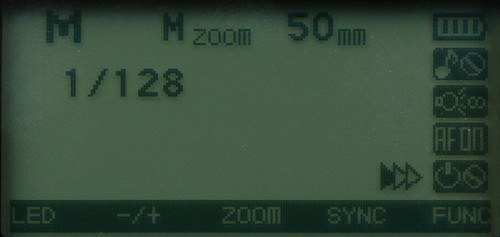 M M ZOOM 50mm
1/128
AF ON
LED -/+ ZOOM SYNC FUNC